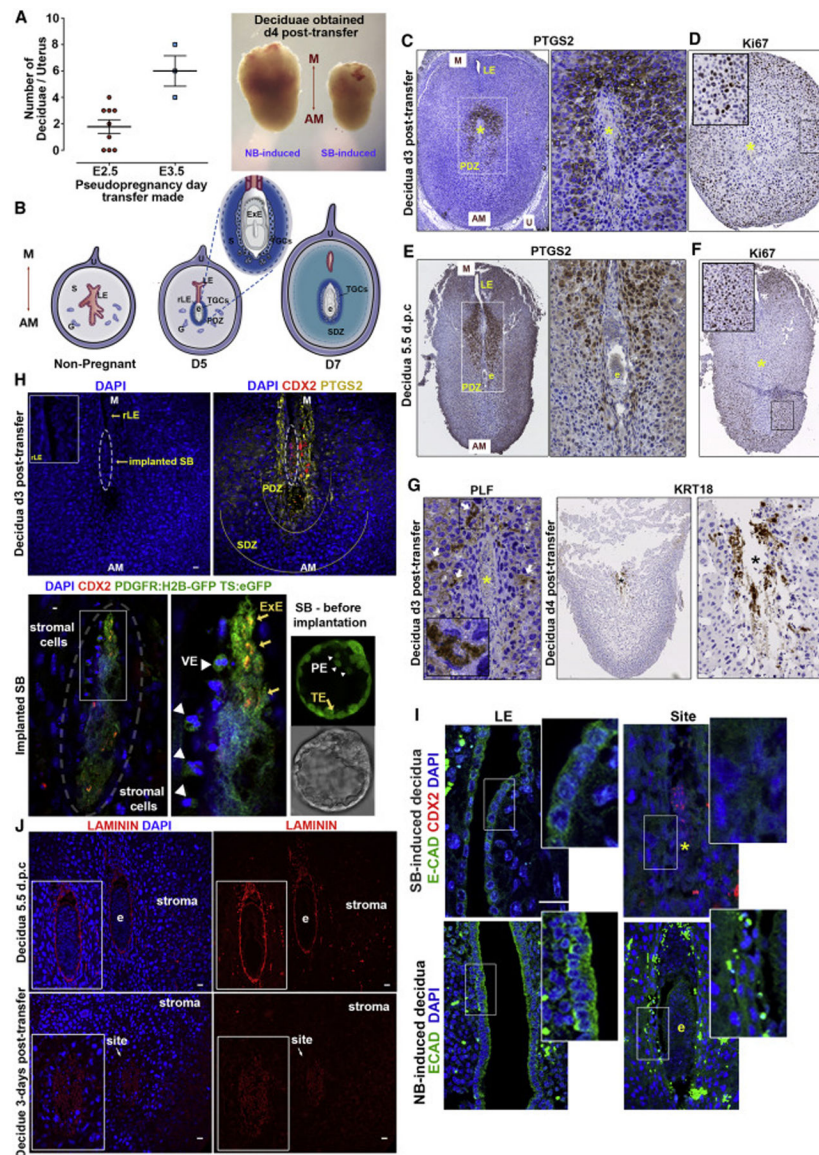 A
Number of
Deciduae / Uterus
10
8
6
4
2
0
E2.5
E3.5
Pseudopregnancy day
transfer made
Deciduae obtained
d4 post-transfer
M
AM
NB-induced
SB-induced
B
M
AM
U
S
LE
G
Non-Pregnant
U
LE
rLE
TGCs
e
PDZ
G
D5
ExE
S
TGCs
U
TGCs
e
SDZ
D7
C
PTGS2
Decidua d3 post-transfer
M
LE
*
PDZ
AM
U
*
D
Ki67
*
E
PTGS2
Decidua 5.5 d.p.c
M
LE
e
PDZ
AM
e
F
Ki67
*
G
PLF
Decidua d3 post-transfer
*
KRT18
Decidua d4 post-transfer
*
H
DAPI
Decidua d3 post-transfer
M
rLE
rLE
implanted SB
AM
DAPI CDX2 PTGS2
M
PDZ
SDZ
AM
DAPI CDX2 PDGFR:H2B-GFP TS:eGFP
Implanted SB
stromal
cells
stromal
cells
ExE
VE
SB - before
implantation
PE
TE
I
LE
Site
SB-induced decidua
E-CAD CDX2 DAPI
*
NB-induced decidua
ECAD DAPI
e
J
LAMININ DAPI
LAMININ
Decidua 5.5 d.p.c
e
stroma
e
stroma
Decidue 3-days post-transfer
stroma
site
stroma
site